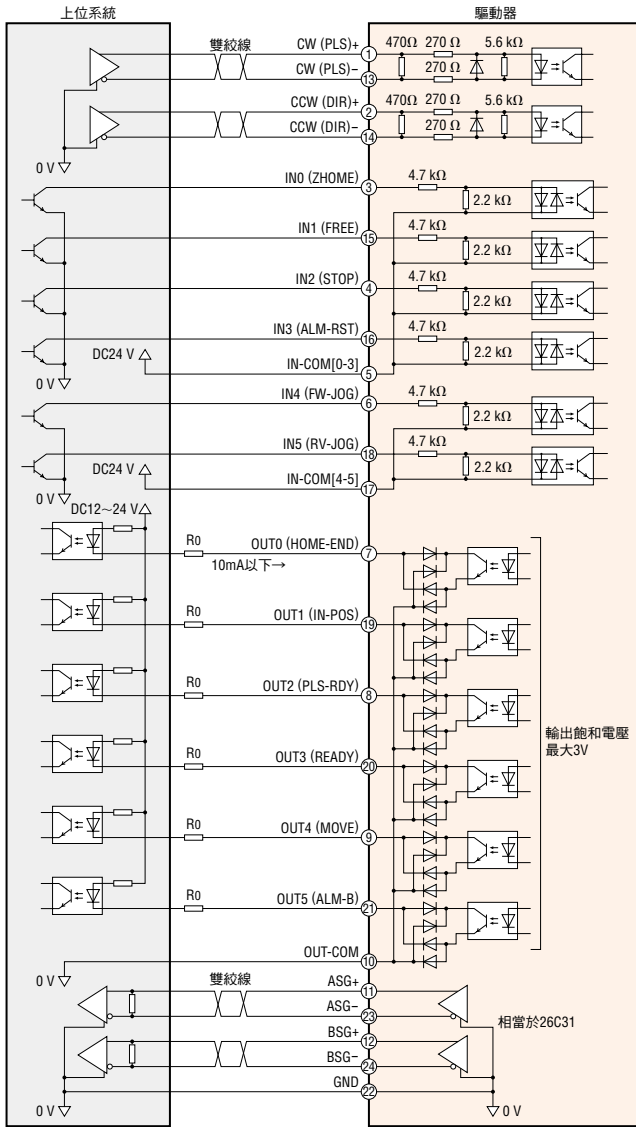 上位系統
驅動器
雙絞線
CW (PLS)+
1
470Ω
270 Ω
5.6 kΩ
CW (PLS)−
13
270 Ω
CCW (DIR)+
2
470Ω
270 Ω
5.6 kΩ
雙絞線
CCW (DIR)−
14
270 Ω
0 V
IN0 (ZHOME)
3
4.7 kΩ
2.2 kΩ
IN1 (FREE)
15
4.7 kΩ
2.2 kΩ
IN2 (STOP)
4
4.7 kΩ
2.2 kΩ
IN3 (ALM-RST)
16
4.7 kΩ
2.2 kΩ
DC24 V
IN-COM[0-3]
5
0 V
IN4 (FW-JOG)
6
4.7 kΩ
2.2 kΩ
IN5 (RV-JOG)
18
4.7 kΩ
2.2 kΩ
DC24 V
IN-COM[4-5]
17
0 V
DC12～24 V
R0
OUT0 (HOME-END)
7
10mA以下→
R0
OUT1 (IN-POS)
19
R0
OUT2 (PLS-RDY)
8
輸出飽和電壓
最大3V
R0
OUT3 (READY)
20
R0
OUT4 (MOVE)
9
R0
OUT5 (ALM-B)
21
OUT-COM
10
0 V
雙絞線
ASG+
11
ASG−
23
相當於26C31
BSG+
12
BSG−
24
GND
22
0 V
0 V